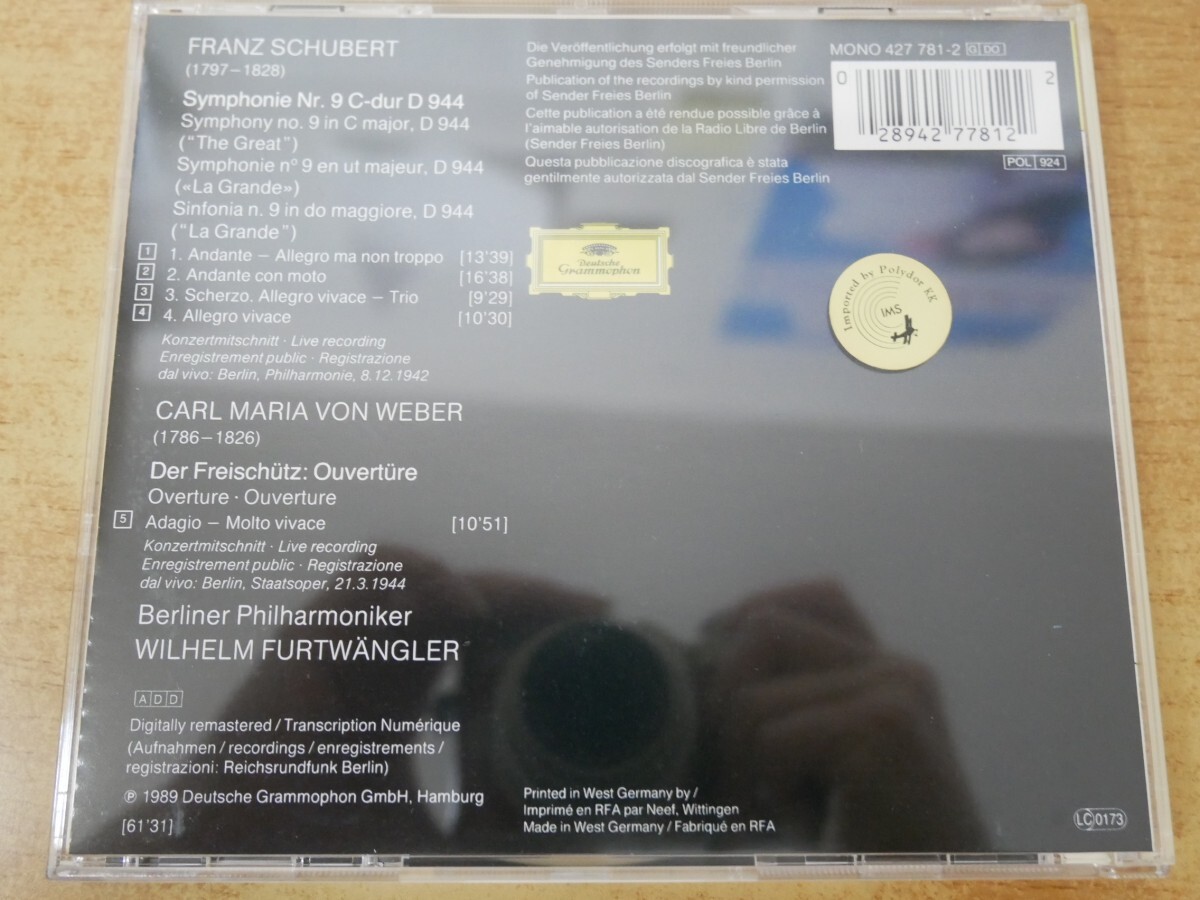 FRANZ SCHUBERT
(1797–1828)
Symphonie Nr. 9 C-dur D 944
Symphony no. 9 in C major, D 944
("The Great")
Symphonie n° 9 en ut majeur, D 944
(«La Grande»)
Sinfonia n. 9 in do maggiore, D 944
("La Grande")
1 1. Andante – Allegro ma non troppo [13'39]
2 2. Andante con moto [16'38]
3 3. Scherzo. Allegro vivace – Trio [9'29]
4 4. Allegro vivace [10'30]
Konzertmitschnitt · Live recording
Enregistrement public · Registrazione
dal vivo: Berlin, Philharmonie, 8.12.1942
CARL MARIA VON WEBER
(1786–1826)
Der Freischütz: Ouvertüre
Overture · Ouverture
5 Adagio – Molto vivace [10'51]
Konzertmitschnitt · Live recording
Enregistrement public · Registrazione
dal vivo: Berlin, Staatsoper, 21.3.1944
Berliner Philharmoniker
WILHELM FURTWÄNGLER
ADD
Digitally remastered / Transcription Numérique
(Aufnahmen / recordings / enregistrements /
registrazioni: Reichsrundfunk Berlin)
℗ 1989 Deutsche Grammophon GmbH, Hamburg
[61'31]
Die Veröffentlichung erfolgt mit freundlicher
Genehmigung des Senders Freies Berlin
Publication of the recordings by kind permission
of Sender Freies Berlin
Cette publication a été rendue possible grâce à
l'aimable autorisation de la Radio Libre de Berlin
(Sender Freies Berlin)
Questa pubblicazione discografica è stata
gentilmente autorizzata dal Sender Freies Berlin
Deutsche
Grammophon
MONO 427 781-2 G DO
0 28942 77812 2
POL 924
Imported by Polydor KK
IMS
Printed in West Germany by /
Imprimé en RFA par Neef, Wittingen
Made in West Germany / Fabriqué en RFA
LC 0173